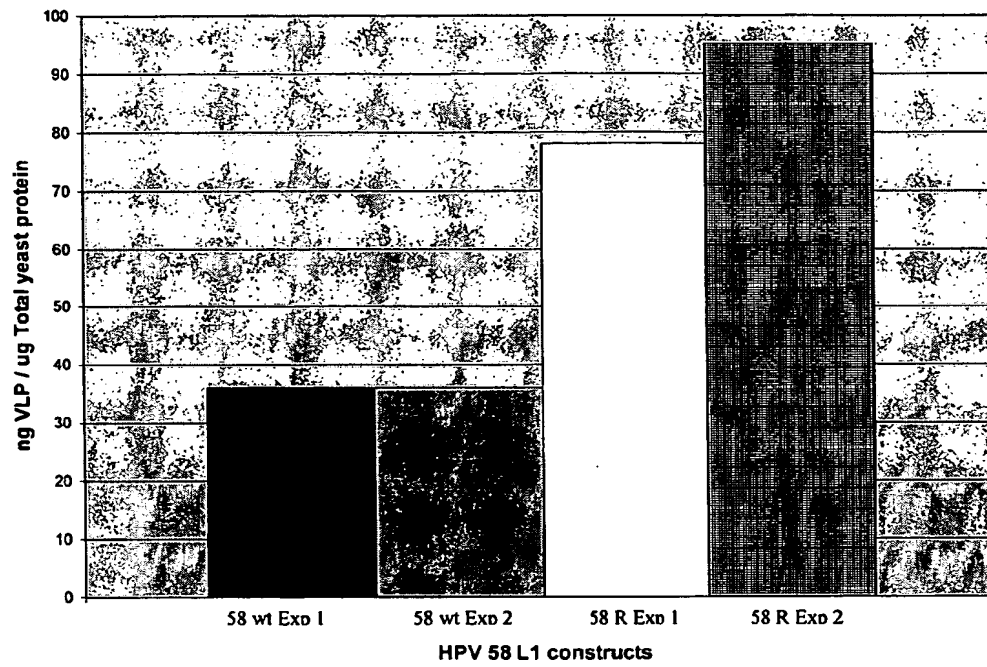 100
90
80
70
60
50
40
30
20
10
0
ng VLP / ug Total yeast protein
58 wt Exp 1
58 wt Exp 2
58 R Exp 1
58 R Exp 2
HPV 58 L1 constructs